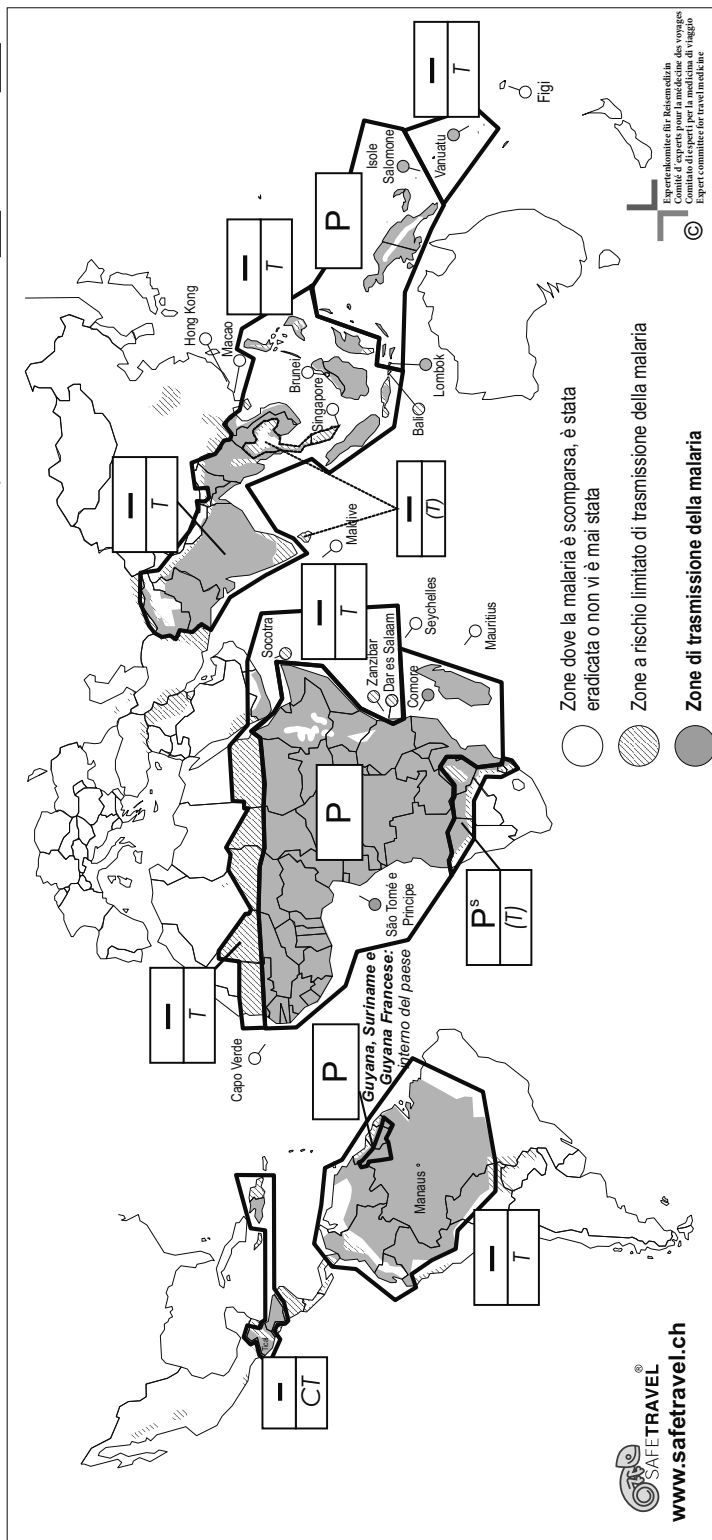 CT
T
P
Guyana, Suriname e
Guyana Francese:
interno del paese
Manaus
Capo Verde
T
São Tomé e
Principe
P
Pˢ
(T)
Socotra
T
Zanzibar
Dar es Salaam
Comore
Seychelles
Mauritius
T
Maldive
(T)
Hong Kong
Macao
Brunei
Singapore
Bali
Lombok
T
P
Isole
Salomone
Vanuatu
T
Figi
Zone dove la malaria è scomparsa, è stata
eradicata o non vi è mai stata
Zone a rischio limitato di trasmissione della malaria
Zone di trasmissione della malaria
SAFETRAVEL®
www.safetravel.ch
©
Expertenkomitee für Reisemedizin
Comité d'experts pour la médecine des voyages
Comitato di esperti per la medicina di viaggio
Expert committee for travel medicine